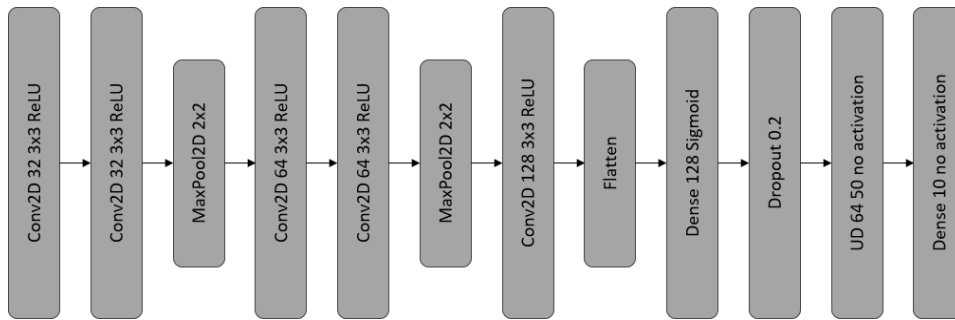 Conv2D 32 3x3 ReLU
Conv2D 32 3x3 ReLU
MaxPool2D 2x2
Conv2D 64 3x3 ReLU
Conv2D 64 3x3 ReLU
MaxPool2D 2x2
Conv2D 128 3x3 ReLU
Flatten
Dense 128 Sigmoid
Dropout 0.2
UD 64 50 no activation
Dense 10 no activation